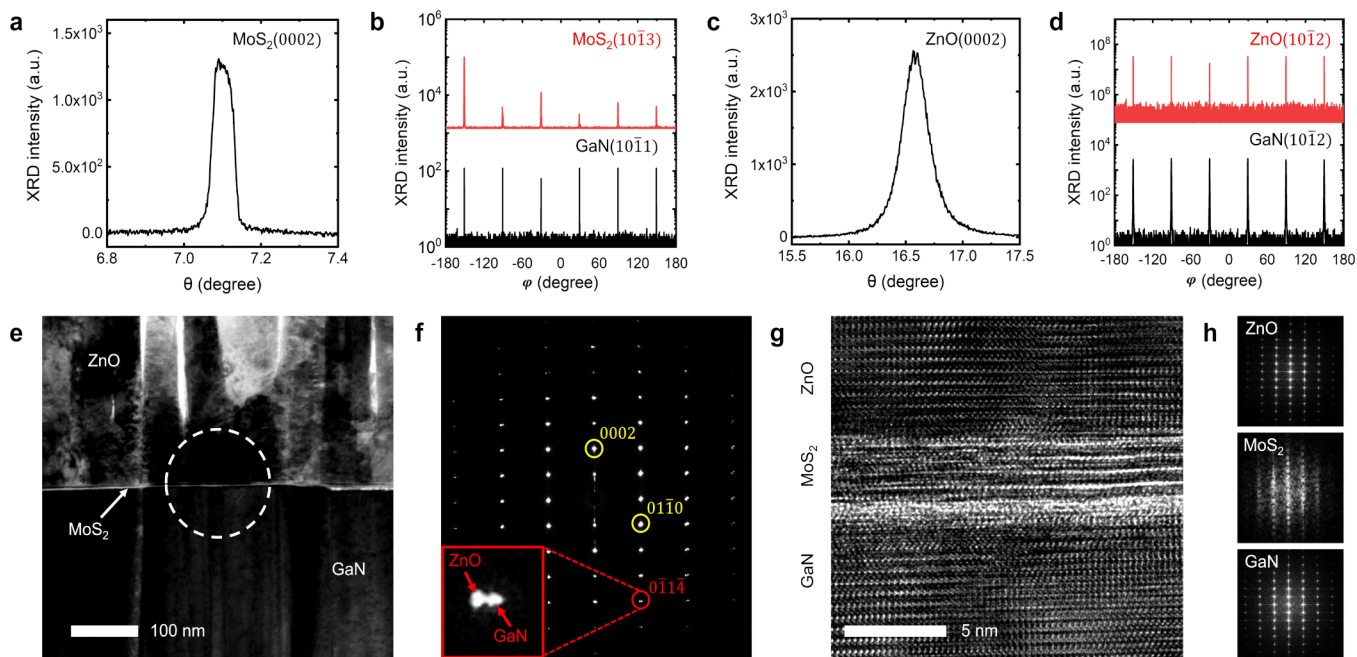 a
MoS₂(0002)
1.5x10³
1.0x10³
5.0x10²
0.0
XRD intensity (a.u.)
6.8 7.0 7.2 7.4
θ (degree)
b
MoS₂(101̄3)
GaN(101̄1)
10⁶
10⁴
10²
10⁰
XRD intensity (a.u.)
-180 -120 -60 0 60 120 180
φ (degree)
c
ZnO(0002)
3x10³
2x10³
1x10³
0
XRD intensity (a.u.)
15.5 16.0 16.5 17.0 17.5
θ (degree)
d
ZnO(101̄2)
GaN(101̄2)
10⁸
10⁶
10⁴
10²
10⁰
XRD intensity (a.u.)
-180 -120 -60 0 60 120 180
φ (degree)
e
ZnO
MoS₂
GaN
100 nm
f
0002
011̄0
01̄14̄
ZnO
GaN
g
ZnO
MoS₂
GaN
5 nm
h
ZnO
MoS₂
GaN